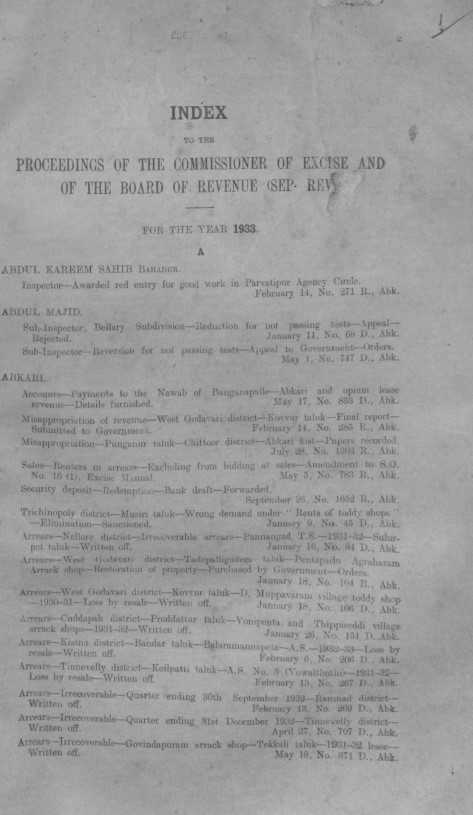 INDEX
TO THE
PROCEEDINGS OF THE COMMISSIONER OF EXCISE AND
OF THE BOARD OF REVENUE (SEP. REV
FOR THE YEAR 1933.
A
ABDUL KAREEM SAHIB BAHADUR.
Inspector—Awarded red entry for good work in Parvatipur Agency Circle.
February 14, No. 271 R., Abk.
ABDUL MAJID.
Sub-Inspector, Bellary Subdivision—Reduction for not passing tests—Appeal—
Rejected. January 11, No. 68 D., Abk.
Sub-Inspector—Reversion for not passing tests—Appeal to Government—Orders.
May 1, No. 747 D., Abk.
ABKARI.
Accounts—Payments to the Nawab of Banganapalle—Abkari and opium lease
revenue—Details furnished. May 17, No. 853 D., Abk.
Misappropriation of revenue—West Godavari district—Kovvur taluk—Final report—
Submitted to Government. February 14, No. 285 R., Abk.
Misappropriation—Punganur taluk—Chittoor district—Abkari kist—Papers recorded.
July 28, No. 1303 R., Abk.
Sales—Renters in arrears—Excluding from bidding at sales—Amendment to S.O.
No. 16 (1), Excise Manual. May 5, No. 783 R., Abk.
Security deposit—Redemption—Bank draft—Forwarded.
September 26, No. 1652 R., Abk.
Trichinopoly district—Musiri taluk—Wrong demand under " Rents of toddy shops "
—Elimination—Sanctioned. January 9, No. 45 D., Abk.
Arrears—Nellore district—Irrecoverable arrears—Pannangad T.S.—1931-32—Sulur-
pet taluk—Written off. January 16, No. 84 D., Abk.
Arrears—West Godavari district—Tadepalligudem taluk—Pentapadu Agraharam
Arrack shop—Restoration of property—Purchased by Government—Orders.
January 18, No. 104 R., Abk.
Arrears—West Godavari district—Kovvur taluk—D. Muppavaram village toddy shop
—1930-31—Loss by resale—Written off. January 18, No. 106 D., Abk.
Arrears—Cuddapah district—Proddattur taluk—Vonipenta and Thippireddi village
arrack shops—1931-32—Written off. January 26, No. 151 D., Abk.
Arrears—Kistna district—Bandar taluk—Balaramannapeta—A.S.—1932-33—Loss by
resale—Written off. February 6, No. 206 D., Abk.
Arrears—Tinnevelly district—Koilpatti taluk—A.S. No. 3 (Vowalthothi)—1931-32—
Loss by resale—Written off. February 13, No. 267 D., Abk.
Arrears—Irrecoverable—Quarter ending 30th September 1932—Ramnad district—
Written off. February 13, No. 269 D., Abk.
Arrears—Irrecoverable—Quarter ending 31st December 1932—Tinnevelly district—
Written off. April 27, No. 707 D., Abk.
Arrears—Irrecoverable—Govindapuram arrack shop—Tekkali taluk—1931-32 lease—
Written off. May 18, No. 871 D., Abk.